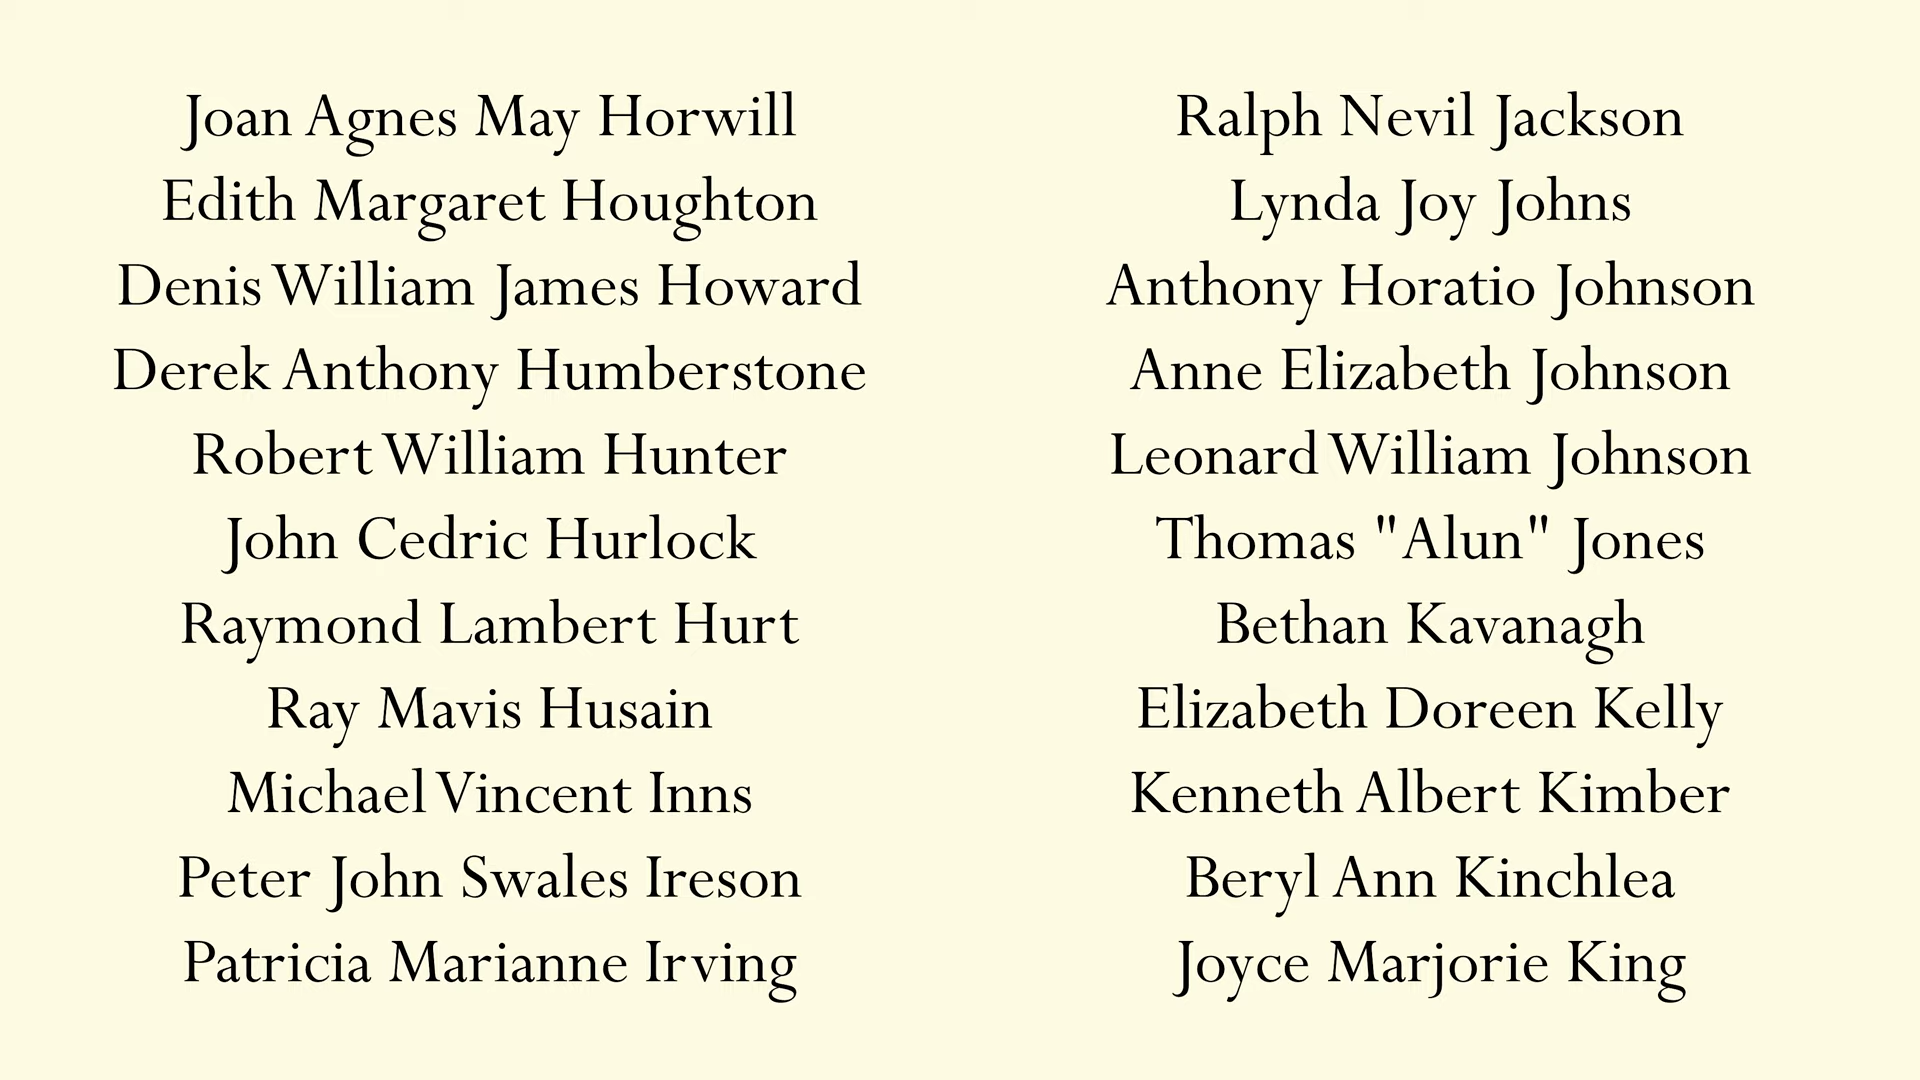 Joan Agnes May Horwill
Edith Margaret Houghton
Denis William James Howard
Derek Anthony Humberstone
Robert William Hunter
John Cedric Hurlock
Raymond Lambert Hurt
Ray Mavis Husain
Michael Vincent Inns
Peter John Swales Ireson
Patricia Marianne Irving
Ralph Nevil Jackson
Lynda Joy Johns
Anthony Horatio Johnson
Anne Elizabeth Johnson
Leonard William Johnson
Thomas "Alun" Jones
Bethan Kavanagh
Elizabeth Doreen Kelly
Kenneth Albert Kimber
Beryl Ann Kinchlea
Joyce Marjorie King